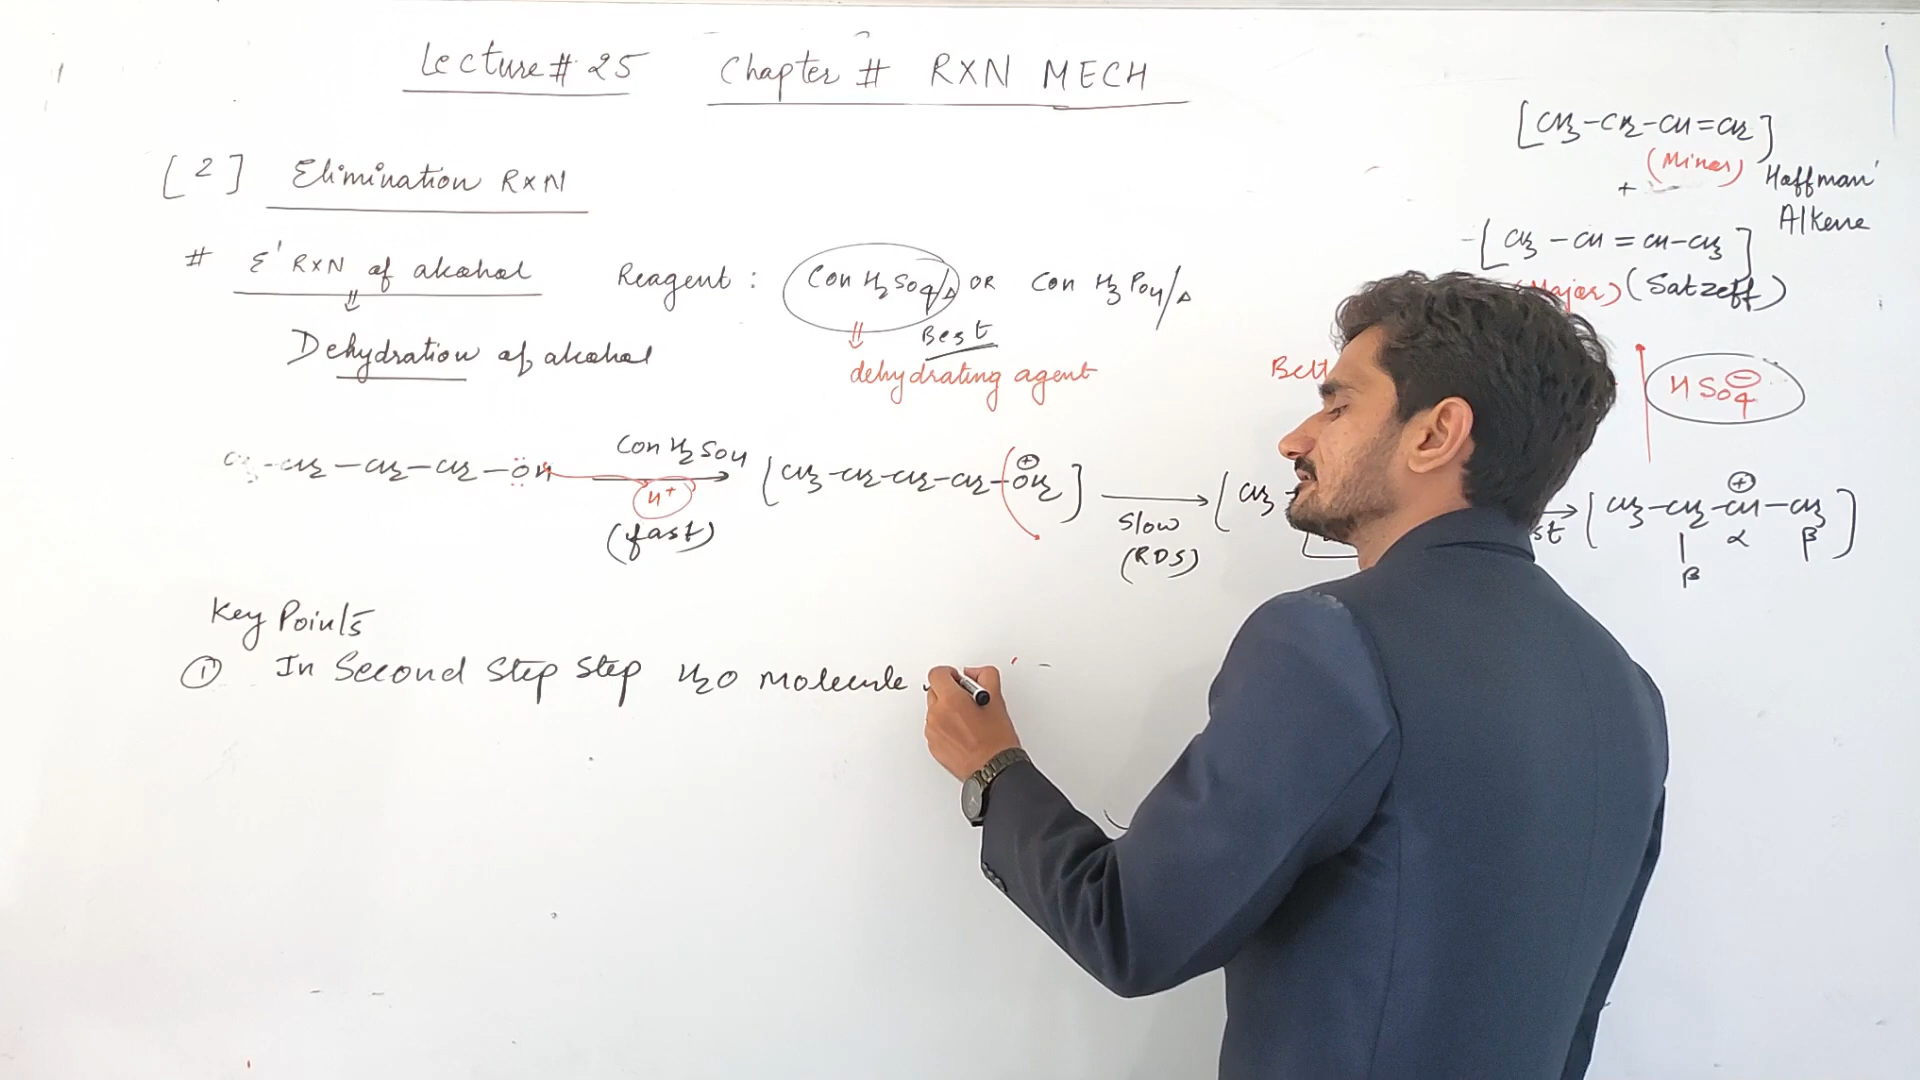 Lecture # 25 Chapter # RXN MECH
[2] Elimination RXN
# E' RXN of alcohol Reagent : Con H2SO4/Δ OR Con H3PO4/Δ
⇓ Best
Dehydration of alcohol dehydrating agent
[CH3-CH2-CH=CH2]
(Minor)
+ Haffman'
Alkene
[CH3-CH=CH-CH3]
(Major) (Satzeff)
HSO4⊖
-CH2-CH2-CH2-ÖH Con H2SO4 [CH3-CH2-CH2-CH2-OH2]
H+ ⊕
(fast) Slow [CH3
(RDS)
[CH3-CH2-CH-CH3]
⊕
α β
β
Key Points
① In Second Step Step H2O Molecule